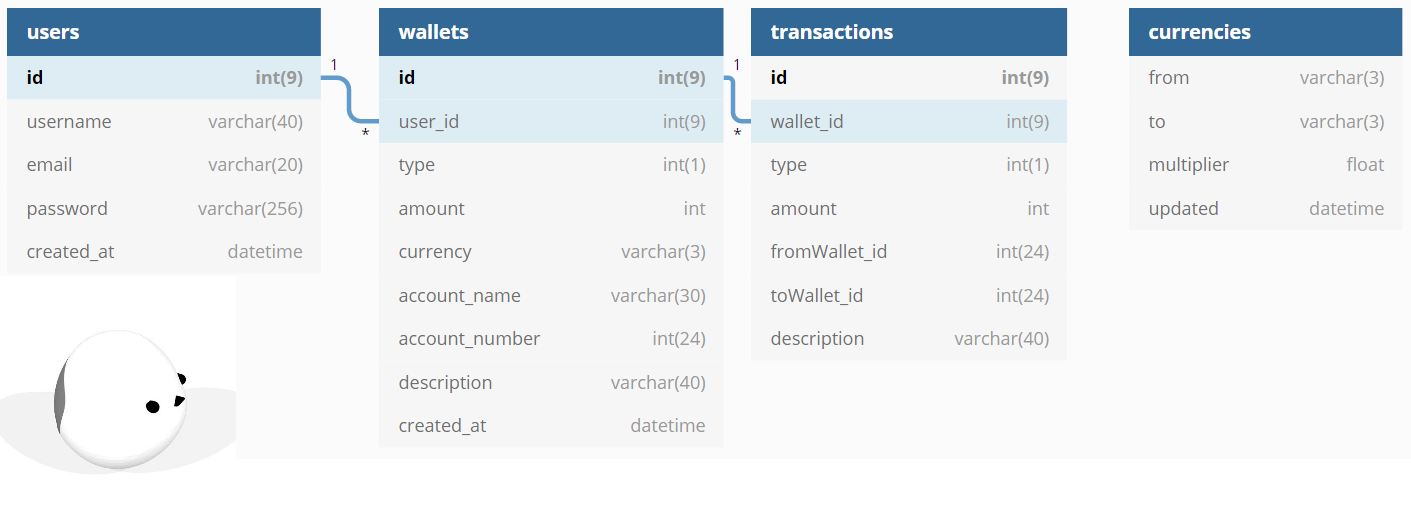 users
id int(9)
username varchar(40)
email varchar(20)
password varchar(256)
created_at datetime
1
*
wallets
id int(9)
user_id int(9)
type int(1)
amount int
currency varchar(3)
account_name varchar(30)
account_number int(24)
description varchar(40)
created_at datetime
1
*
transactions
id int(9)
wallet_id int(9)
type int(1)
amount int
fromWallet_id int(24)
toWallet_id int(24)
description varchar(40)
currencies
from varchar(3)
to varchar(3)
multiplier float
updated datetime